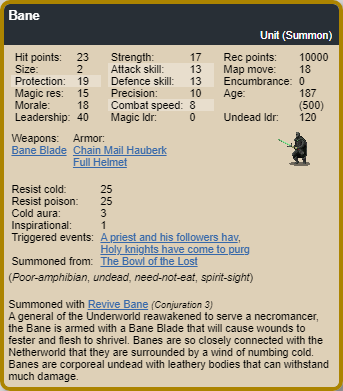 Bane
Unit (Summon)
Hit points: 23 Strength: 17 Rec points: 10000
Size: 2 Attack skill: 13 Map move: 18
Protection: 19 Defence skill: 13 Encumbrance: 0
Magic res: 15 Precision: 10 Age: 187
Morale: 18 Combat speed: 8 (500)
Leadership: 40 Magic ldr: 0 Undead ldr: 120
Weapons: Armor:
Bane Blade Chain Mail Hauberk
Full Helmet
Resist cold: 25
Resist poison: 25
Cold aura: 3
Inspirational: 1
Triggered events: A priest and his followers hav,
Holy knights have come to purg
Summoned from: The Bowl of the Lost
(Poor-amphibian, undead, need-not-eat, spirit-sight)
Summoned with Revive Bane (Conjuration 3)
A general of the Underworld reawakened to serve a necromancer,
the Bane is armed with a Bane Blade that will cause wounds to
fester and flesh to shrivel. Banes are so closely connected with the
Netherworld that they are surrounded by a wind of numbing cold.
Banes are corporeal undead with leathery bodies that can withstand
much damage.